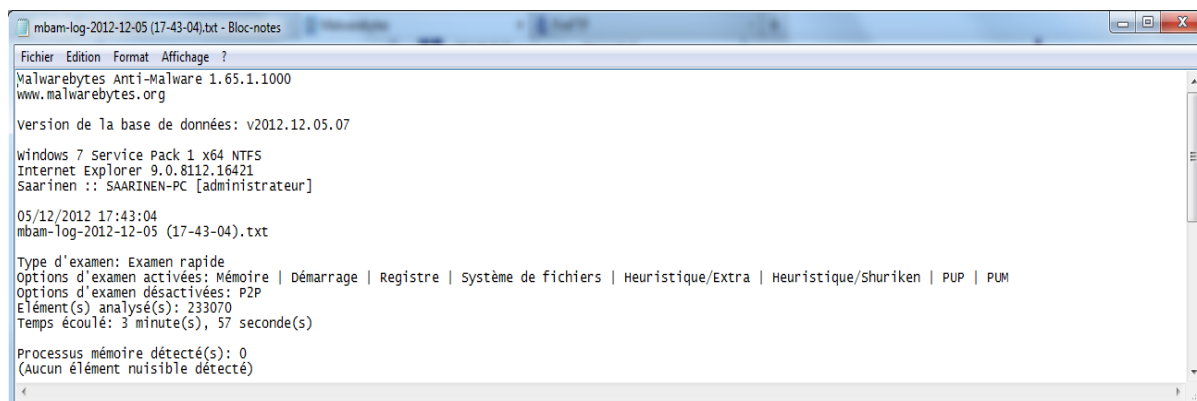 mbam-log-2012-12-05 (17-43-04).txt - Bloc-notes
Fichier Edition Format Affichage ?
Malwarebytes Anti-Malware 1.65.1.1000
www.malwarebytes.org
Version de la base de données: v2012.12.05.07
Windows 7 Service Pack 1 x64 NTFS
Internet Explorer 9.0.8112.16421
Saarinen :: SAARINEN-PC [administrateur]
05/12/2012 17:43:04
mbam-log-2012-12-05 (17-43-04).txt
Type d'examen: Examen rapide
Options d'examen activées: Mémoire | Démarrage | Registre | Système de fichiers | Heuristique/Extra | Heuristique/Shuriken | PUP | PUM
Options d'examen désactivées: P2P
Elément(s) analysé(s): 233070
Temps écoulé: 3 minute(s), 57 seconde(s)
Processus mémoire détecté(s): 0
(Aucun élément nuisible détecté)